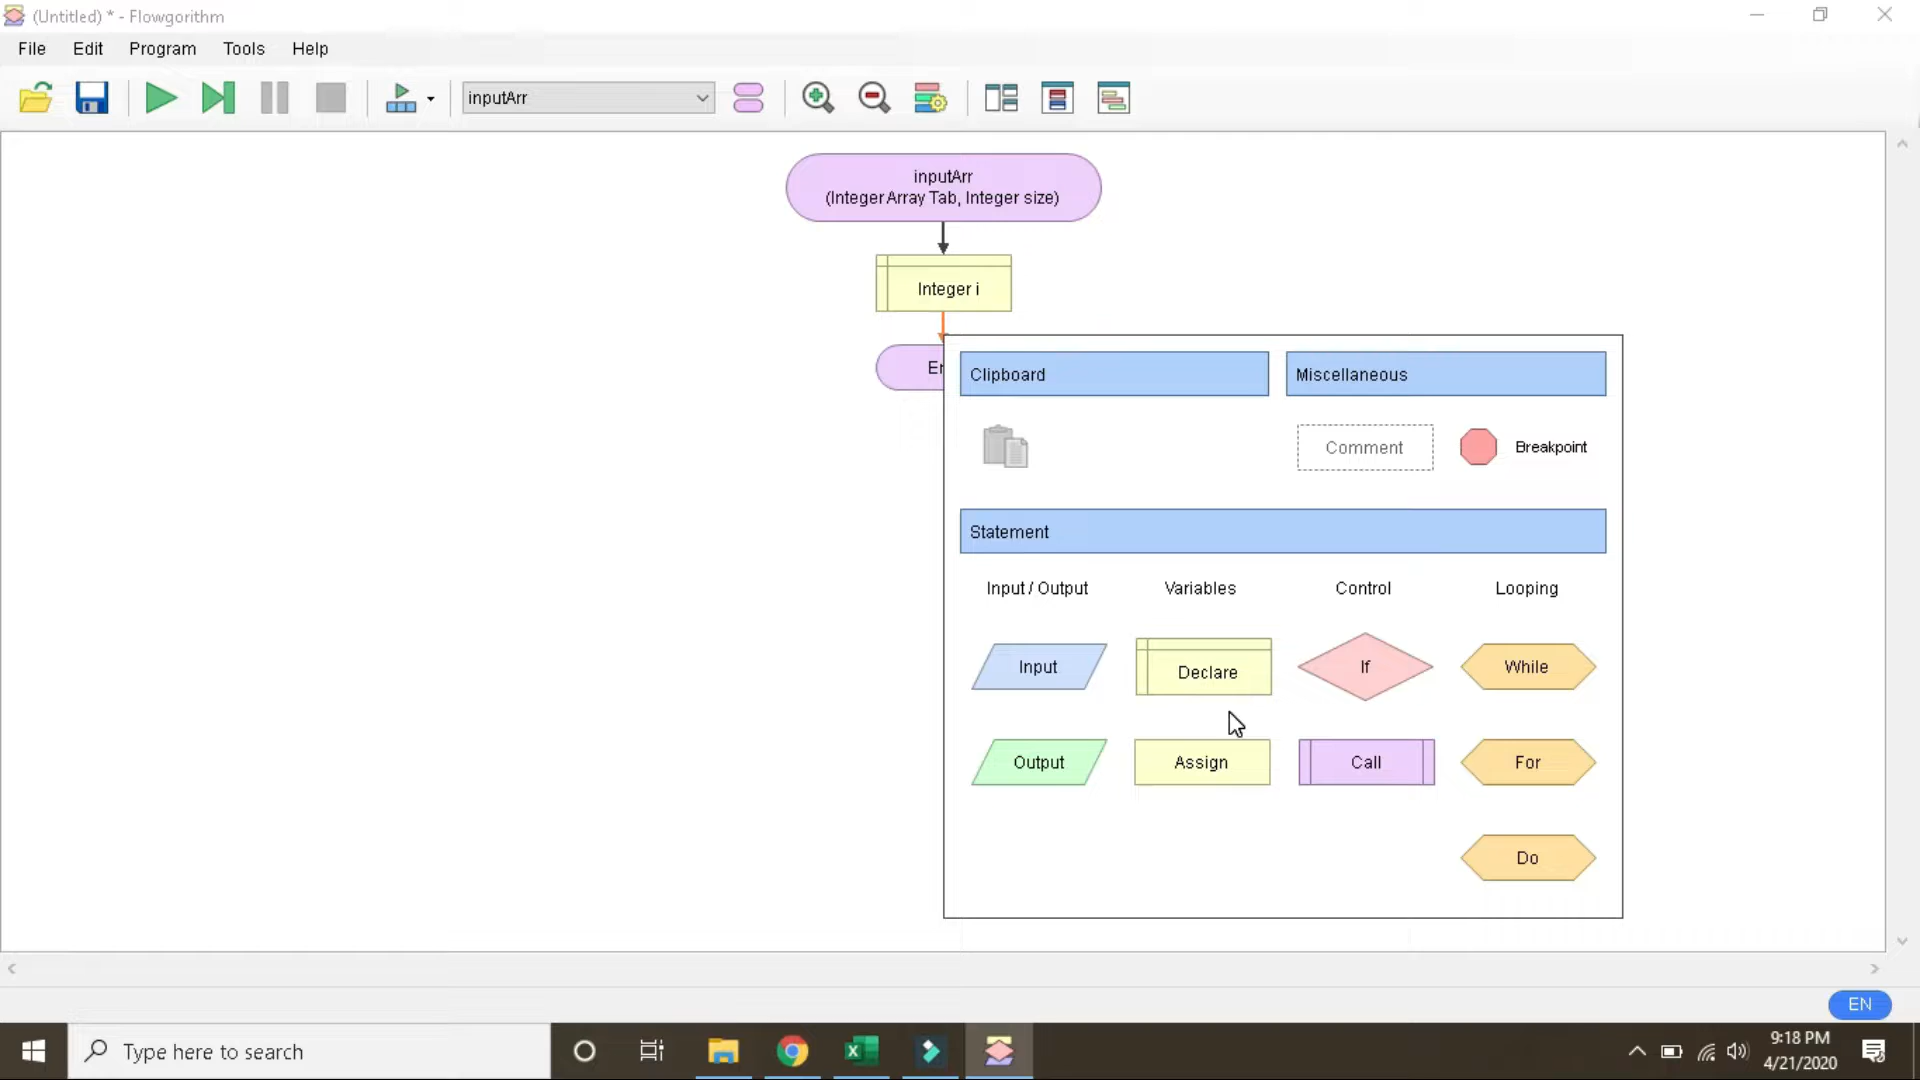 (Untitled) * - Flowgorithm
File Edit Program Tools Help
inputArr
inputArr
(Integer Array Tab, Integer size)
Integer i
Clipboard
Miscellaneous
Comment
Breakpoint
Statement
Input / Output
Variables
Control
Looping
Input
Declare
If
While
Output
Assign
Call
For
Do
EN
Type here to search
9:18 PM
4/21/2020